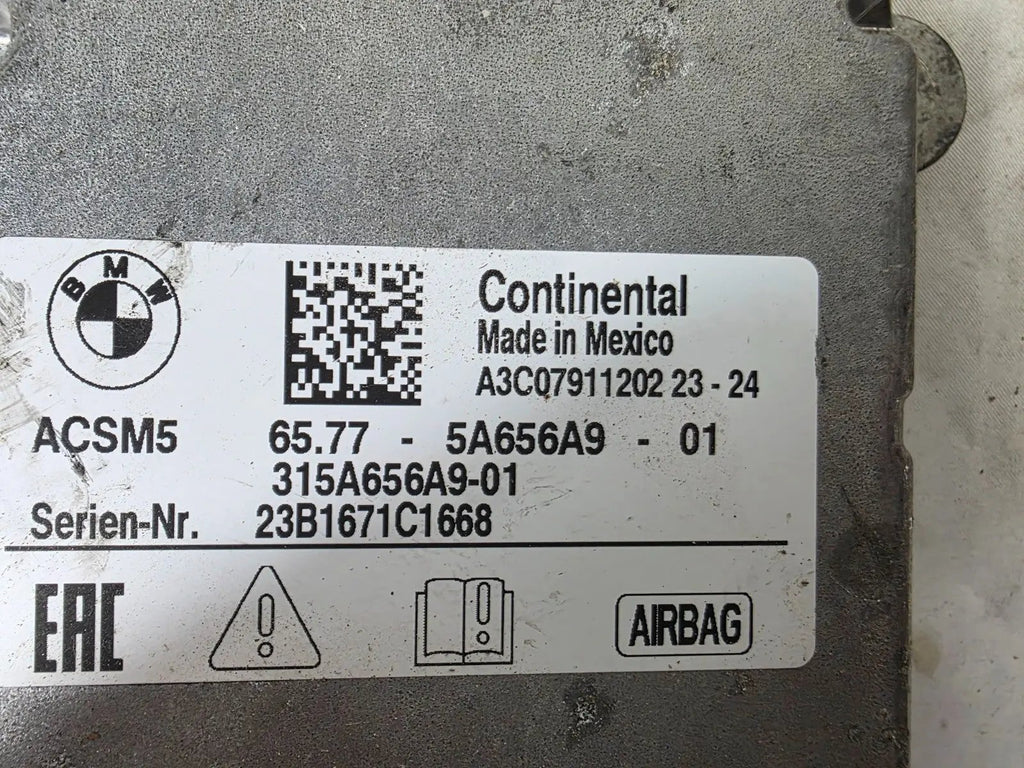 BMW
Continental
Made in Mexico
A3C07911202 23 - 24
ACSM5 65.77 - 5A656A9 - 01
315A656A9-01
Serien-Nr. 23B1671C1668
EAC
AIRBAG